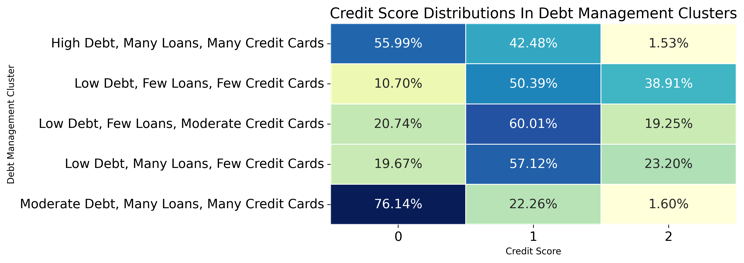 Credit Score Distributions In Debt Management Clusters
Debt Management Cluster
High Debt, Many Loans, Many Credit Cards 55.99% 42.48% 1.53%
Low Debt, Few Loans, Few Credit Cards 10.70% 50.39% 38.91%
Low Debt, Few Loans, Moderate Credit Cards 20.74% 60.01% 19.25%
Low Debt, Many Loans, Few Credit Cards 19.67% 57.12% 23.20%
Moderate Debt, Many Loans, Many Credit Cards 76.14% 22.26% 1.60%
0 1 2
Credit Score